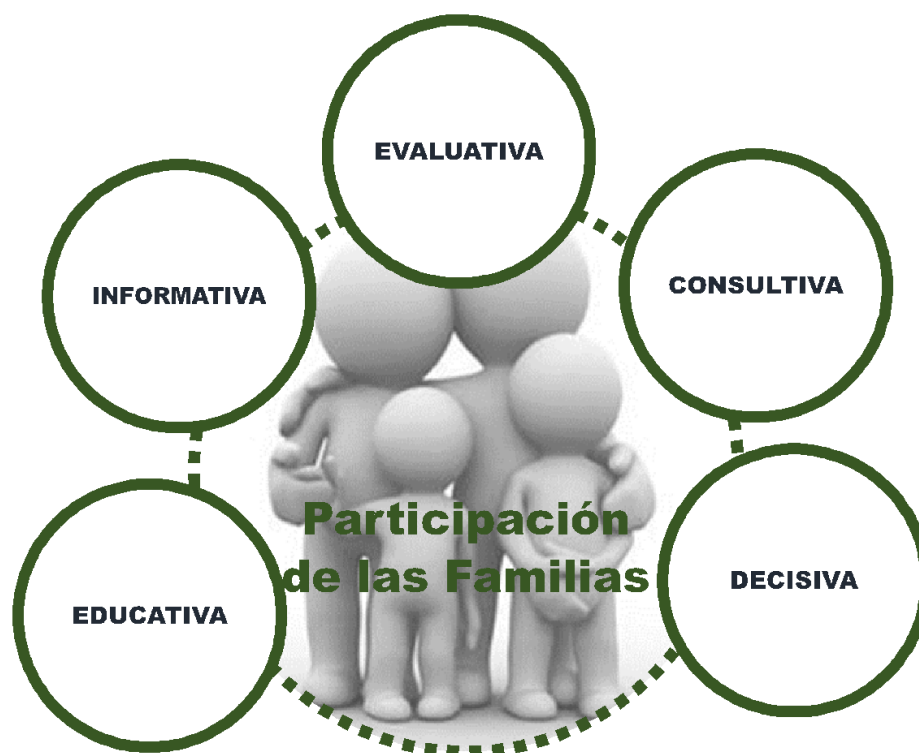 EVALUATIVA
INFORMATIVA
CONSULTIVA
Participación
de las Familias
EDUCATIVA
DECISIVA